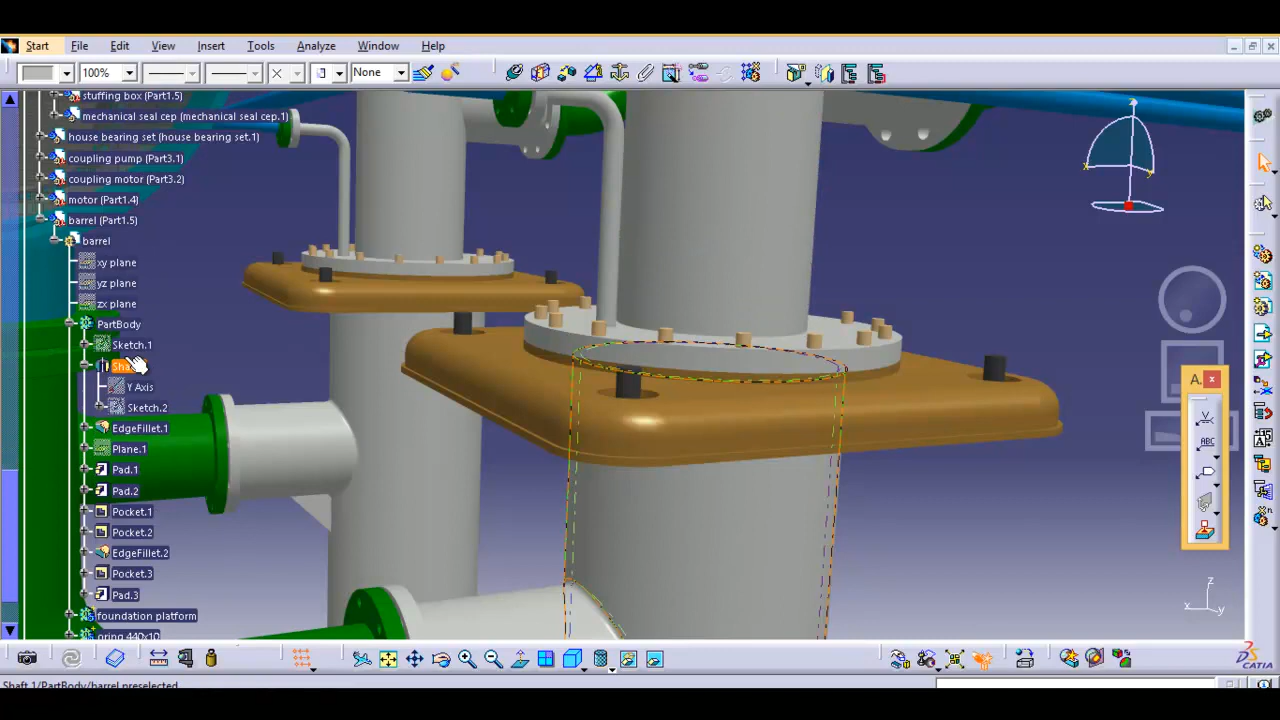 Start File Edit View Insert Tools Analyze Window Help
100% None
stuffing box (Part1.5)
mechanical seal cep (mechanical seal cep.1)
house bearing set (house bearing set.1)
coupling pump (Part3.1)
coupling motor (Part3.2)
motor (Part1.4)
barrel (Part1.5)
barrel
xy plane
yz plane
zx plane
PartBody
Sketch.1
Y Axis
Sketch.2
EdgeFillet.1
Plane.1
Pad.1
Pad.2
Pocket.1
Pocket.2
EdgeFillet.2
Pocket.3
Pad.3
foundation platform
oring 440x10
A.
ABC
z
x y
CATIA
Shaft.1/PartBody/barrel preselected